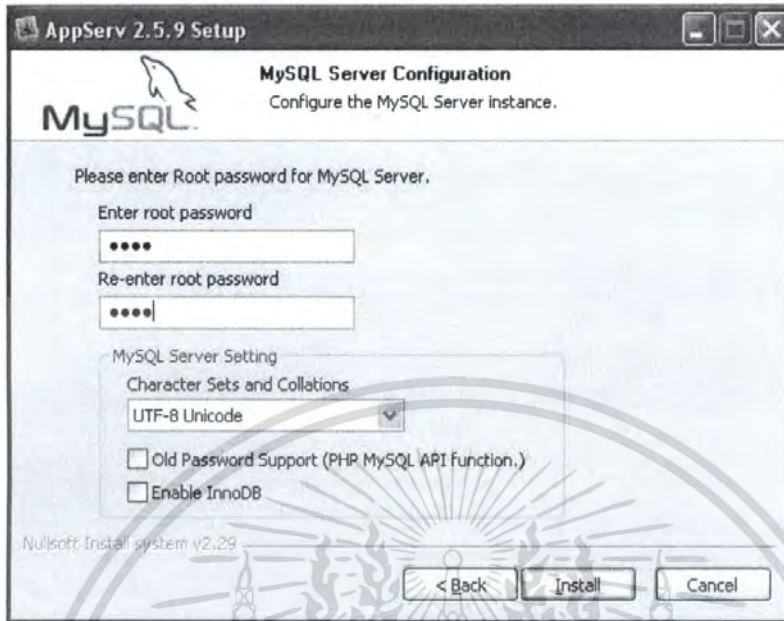 AppServ 2.5.9 Setup
MySQL Server Configuration
Configure the MySQL Server instance.
MySQL
Please enter Root password for MySQL Server.
Enter root password
••••
Re-enter root password
••••
MySQL Server Setting
Character Sets and Collations
UTF-8 Unicode
Old Password Support (PHP MySQL API function.)
Enable InnoDB
Nullsoft Install system v2.29
< Back
Install
Cancel